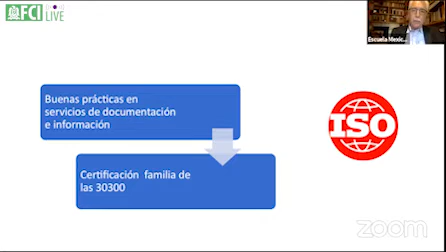 FCI
LIVE
Escuela Mexic...
Buenas prácticas en
servicios de documentación
e información
Certificación familia de
las 30300
ISO
zoom